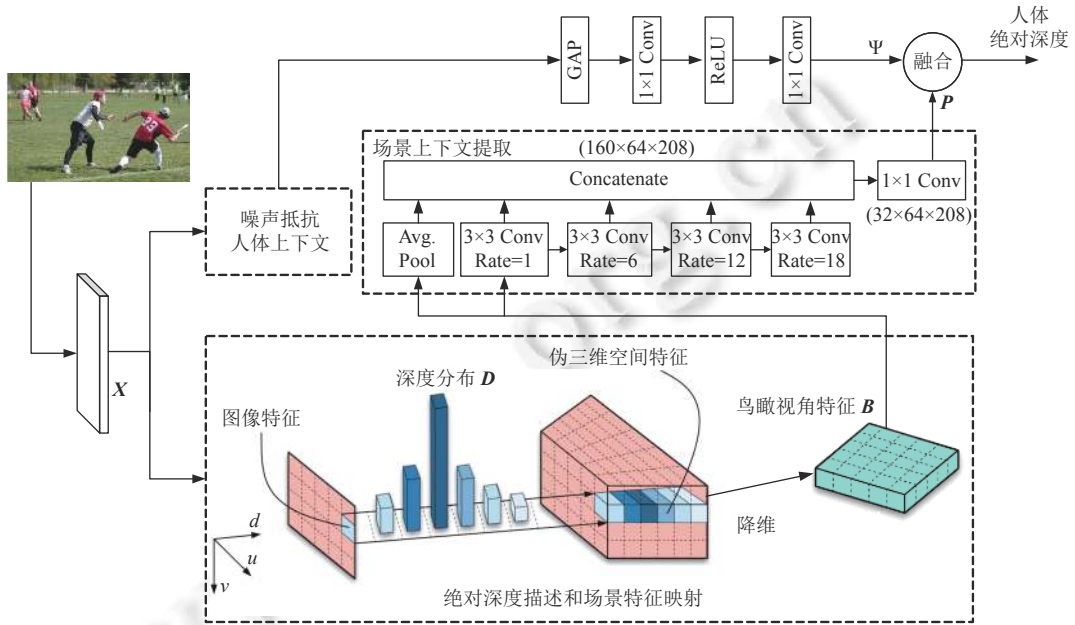 人体
绝对深度
GAP
1×1 Conv
ReLU
1×1 Conv
Ψ
融合
P
场景上下文提取
(160×64×208)
Concatenate
1×1 Conv
(32×64×208)
Avg.
Pool
3×3 Conv
Rate=1
3×3 Conv
Rate=6
3×3 Conv
Rate=12
3×3 Conv
Rate=18
噪声抵抗
人体上下文
X
伪三维空间特征
深度分布 D
图像特征
鸟瞰视角特征 B
降维
d
u
v
绝对深度描述和场景特征映射
org.cn